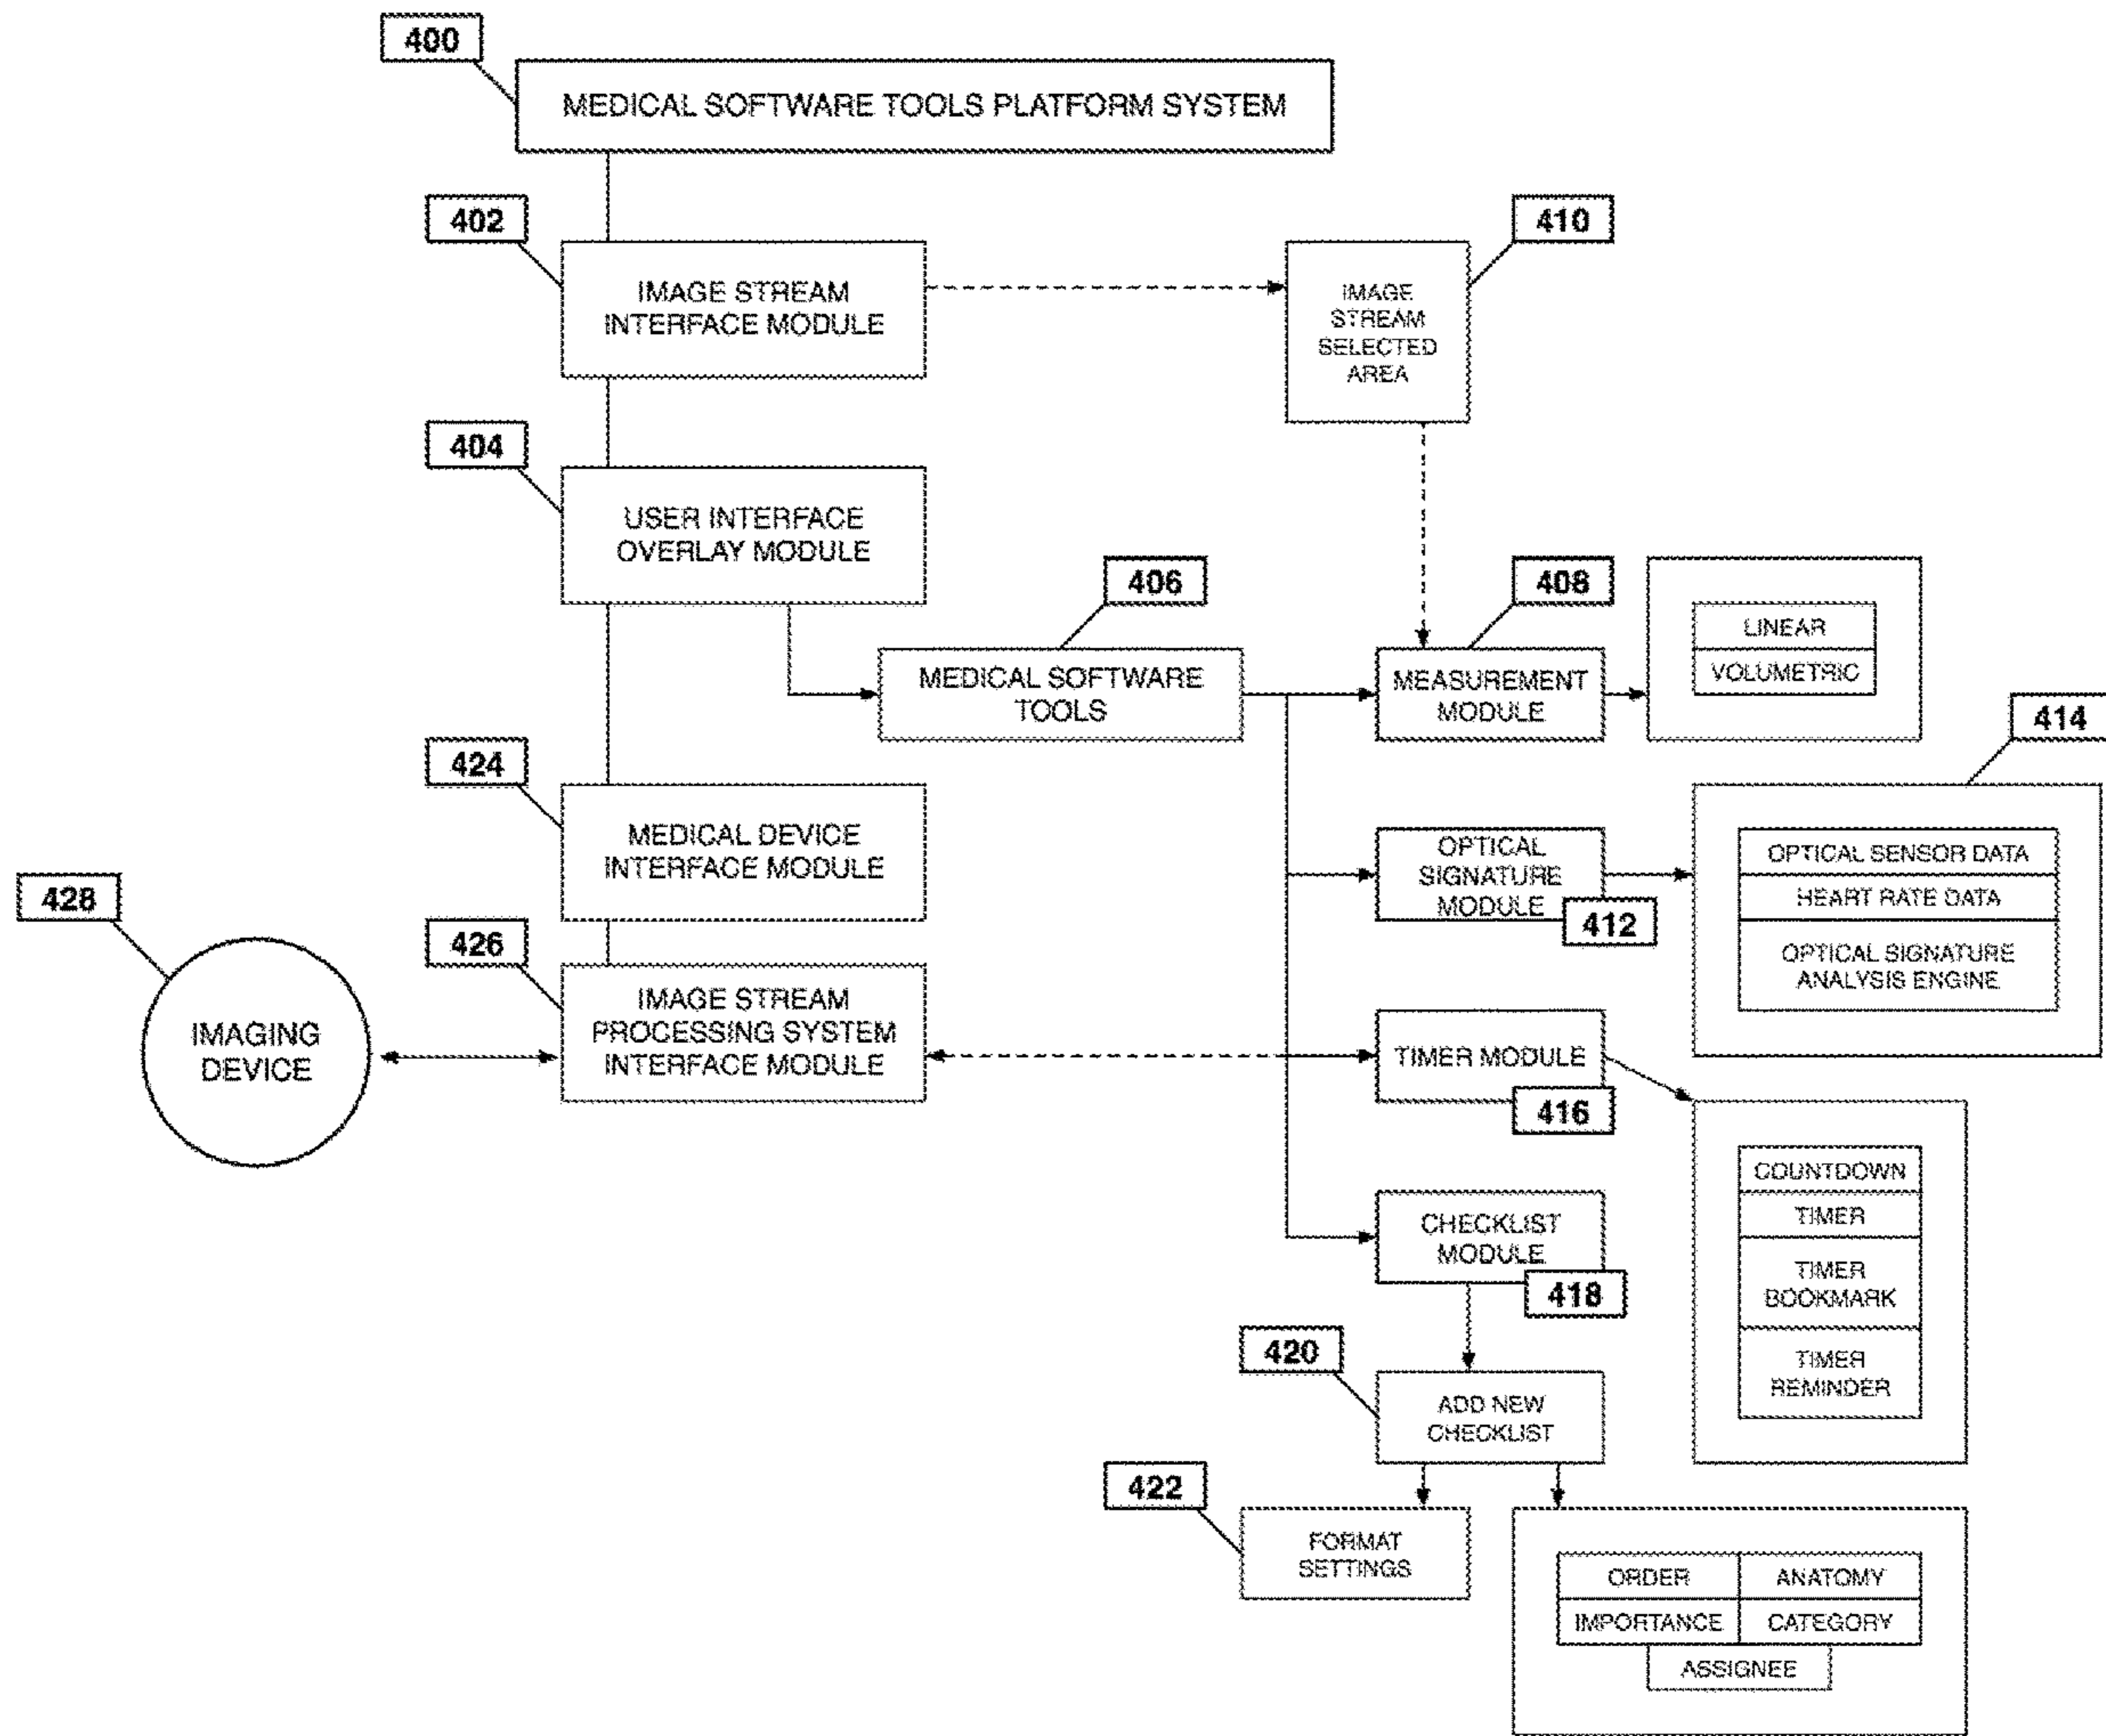 400
MEDICAL SOFTWARE TOOLS PLATFORM SYSTEM
402
IMAGE STREAM
INTERFACE MODULE
410
IMAGE
STREAM
SELECTED
AREA
404
USER INTERFACE
OVERLAY MODULE
406
MEDICAL SOFTWARE
TOOLS
408
MEASUREMENT
MODULE
LINEAR
VOLUMETRIC
414
424
MEDICAL DEVICE
INTERFACE MODULE
OPTICAL
SIGNATURE
MODULE
412
OPTICAL SENSOR DATA
HEART RATE DATA
OPTICAL SIGNATURE
ANALYSIS ENGINE
428
IMAGING
DEVICE
426
IMAGE STREAM
PROCESSING SYSTEM
INTERFACE MODULE
TIMER MODULE
416
COUNTDOWN
TIMER
TIMER
BOOKMARK
TIMER
REMINDER
CHECKLIST
MODULE
418
420
ADD NEW
CHECKLIST
422
FORMAT
SETTINGS
ORDER
ANATOMY
IMPORTANCE
CATEGORY
ASSIGNEE